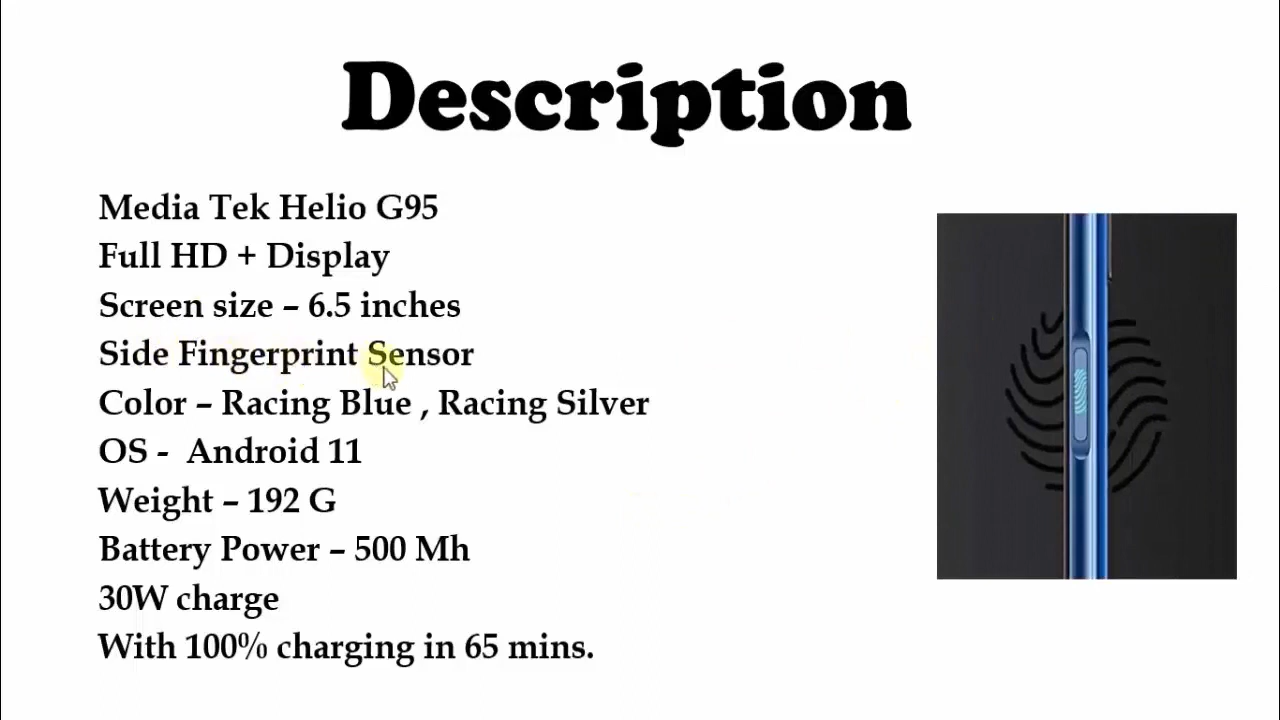 Description
Media Tek Helio G95
Full HD + Display
Screen size – 6.5 inches
Side Fingerprint Sensor
Color – Racing Blue , Racing Silver
OS -  Android 11
Weight – 192 G
Battery Power – 500 Mh
30W charge
With 100% charging in 65 mins.